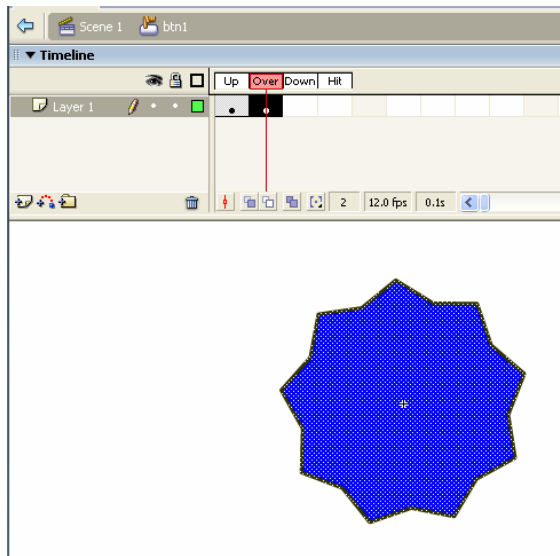 Scene 1 btn1
Timeline
Up Over Down Hit
Layer 1
2 12.0 fps 0.1s